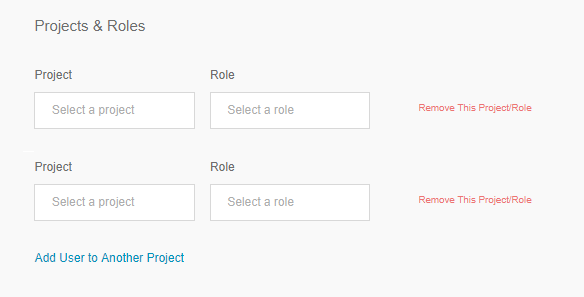 Projects & Roles
Project Role
Select a project Select a role Remove This Project/Role
Project Role
Select a project Select a role Remove This Project/Role
Add User to Another Project